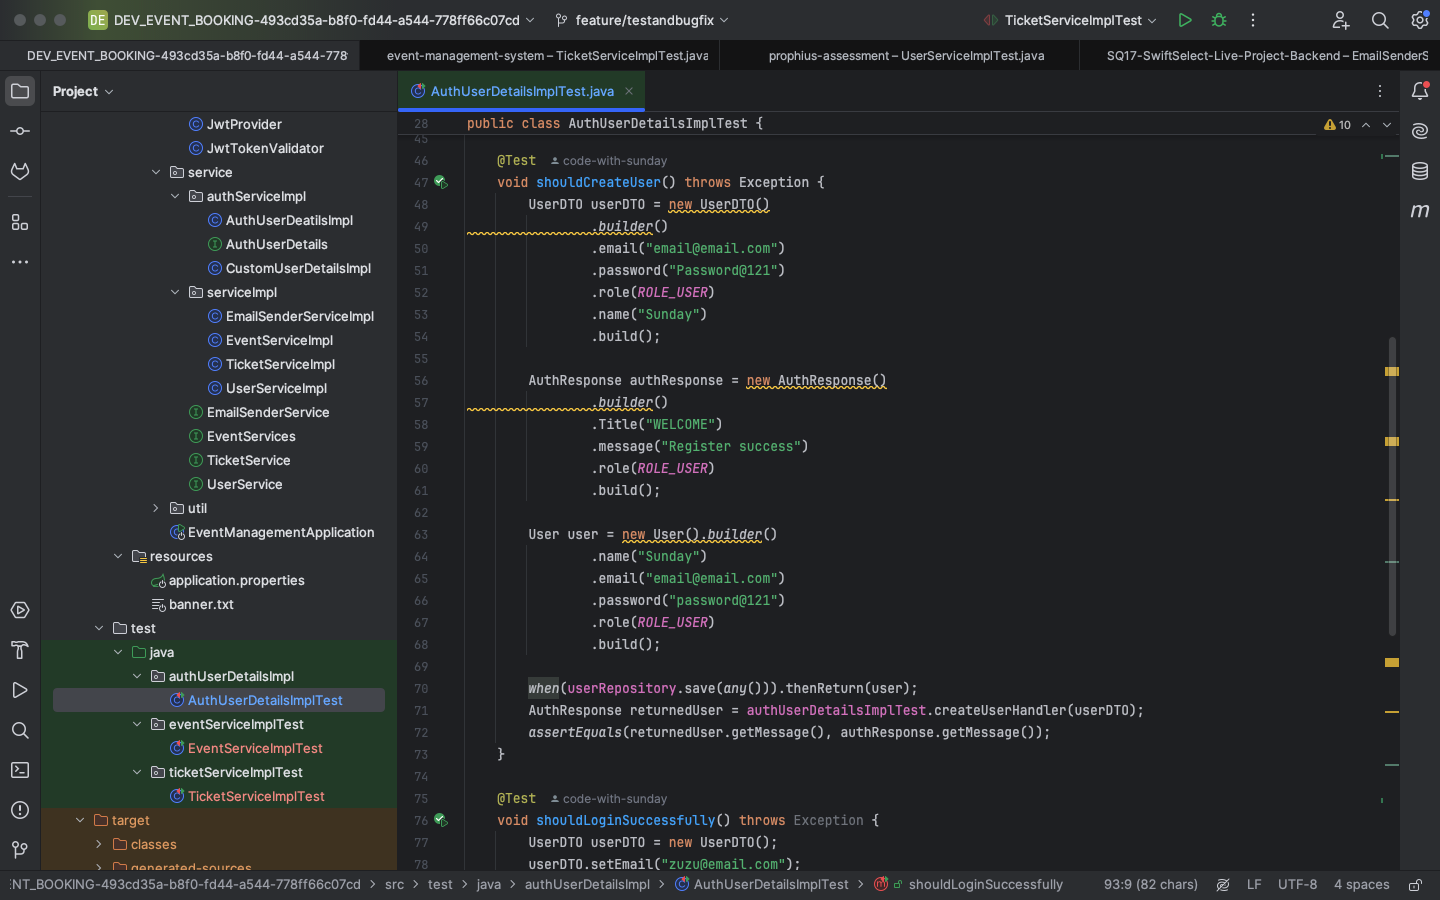 DE DEV_EVENT_BOOKING-493cd35a-b8f0-fd44-a544-778ff66c07cd feature/testandbugfix TicketServiceImplTest
DEV_EVENT_BOOKING-493cd35a-b8f0-fd44-a544-778 event-management-system – TicketServiceImplTest.java prophius-assessment – UserServiceImpl.java SQ17-SwiftSelect-Live-Project-Backend – EmailSenderS
Project
JwtProvider
JwtTokenValidator
service
authServiceImpl
AuthUserDeatilsImpl
AuthUserDetails
CustomUserDetailsImpl
serviceImpl
EmailSenderServiceImpl
EventServiceImpl
TicketServiceImpl
UserServiceImpl
EmailSenderService
EventServices
TicketService
UserService
util
EventManagementApplication
resources
application.properties
banner.txt
test
java
authUserDetailsImpl
AuthUserDetailsImplTest
eventServiceImplTest
EventServiceImplTest
ticketServiceImplTest
TicketServiceImplTest
target
classes
generated-sources
AuthUserDetailsImplTest.java
28 public class AuthUserDetailsImplTest { 10
45
46 @Test code-with-sunday
47 void shouldCreateUser() throws Exception {
48 UserDTO userDTO = new UserDTO()
49 .builder()
50 .email("email@email.com")
51 .password("Password@121")
52 .role(ROLE_USER)
53 .name("Sunday")
54 .build();
55
56 AuthResponse authResponse = new AuthResponse()
57 .builder()
58 .Title("WELCOME")
59 .message("Register success")
60 .role(ROLE_USER)
61 .build();
62
63 User user = new User().builder()
64 .name("Sunday")
65 .email("email@email.com")
66 .password("password@121")
67 .role(ROLE_USER)
68 .build();
69
70 when(userRepository.save(any())).thenReturn(user);
71 AuthResponse returnedUser = authUserDetailsImplTest.createUserHandler(userDTO);
72 assertEquals(returnedUser.getMessage(), authResponse.getMessage());
73 }
74
75 @Test code-with-sunday
76 void shouldLoginSuccessfully() throws Exception {
77 UserDTO userDTO = new UserDTO();
78 userDTO.setEmail("zuzu@email.com");
m
ENT_BOOKING-493cd35a-b8f0-fd44-a544-778ff66c07cd > src > test > java > authUserDetailsImpl > AuthUserDetailsImplTest > shouldLoginSuccessfully 93:9 (82 chars) LF UTF-8 4 spaces